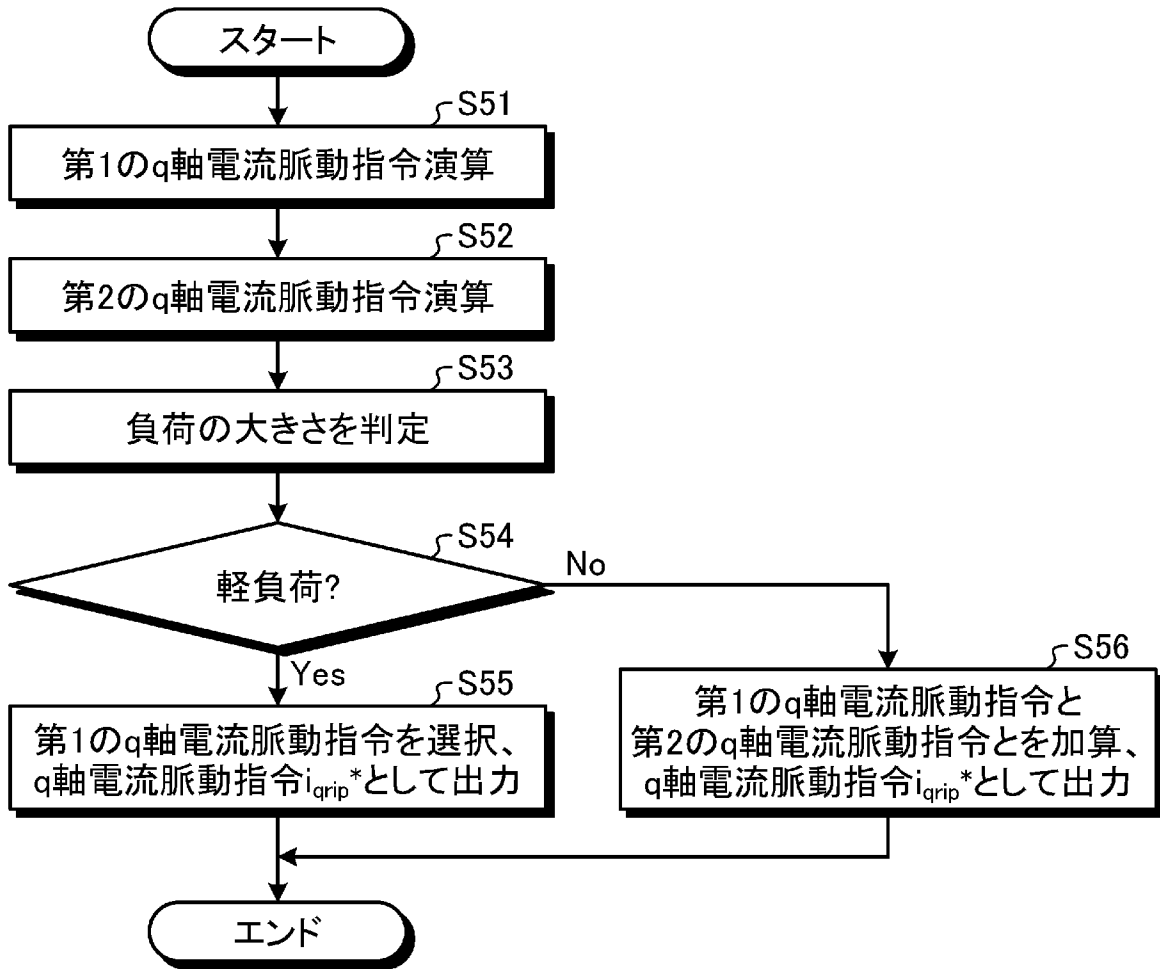 スタート
S51
第1のq軸電流脈動指令演算
S52
第2のq軸電流脈動指令演算
S53
負荷の大きさを判定
S54
軽負荷?
No
Yes
S55
第1のq軸電流脈動指令を選択、
q軸電流脈動指令iqrip*として出力
S56
第1のq軸電流脈動指令と
第2のq軸電流脈動指令とを加算、
q軸電流脈動指令iqrip*として出力
エンド